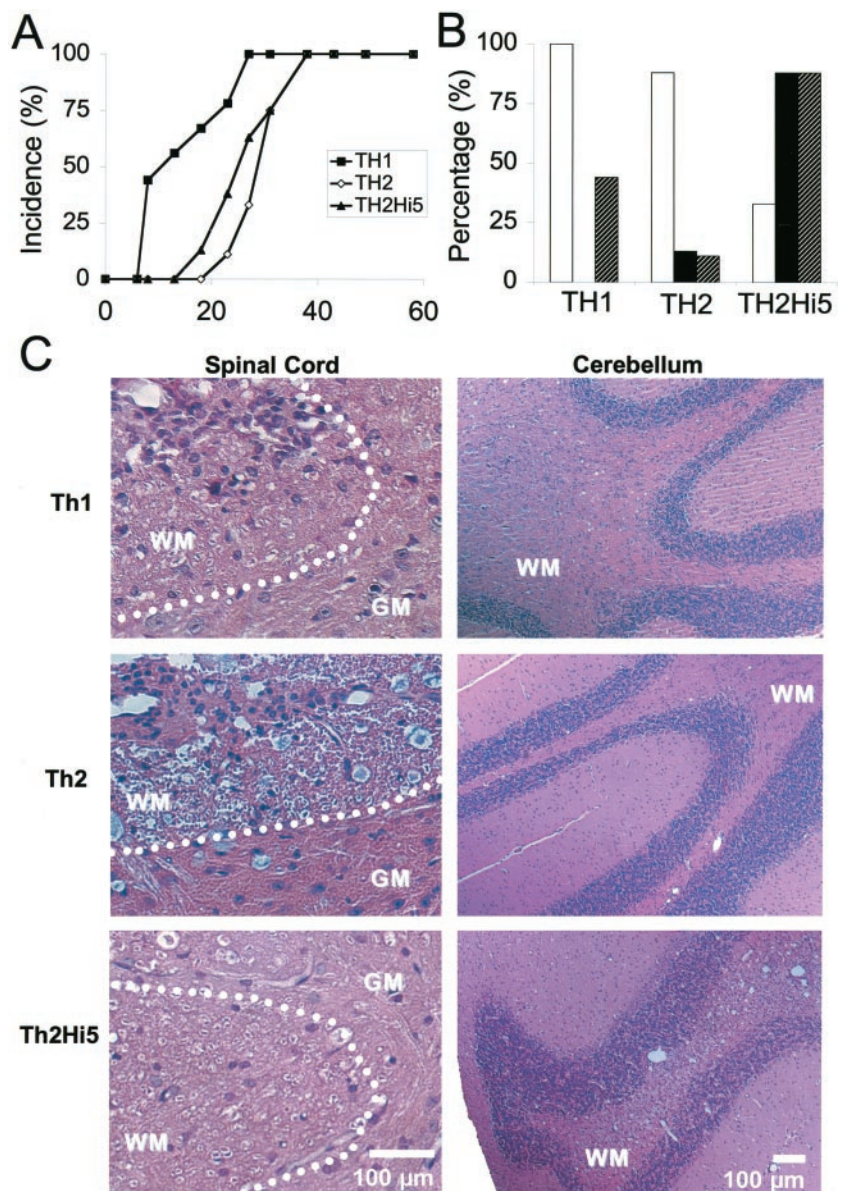 A
B
Incidence (%)
100
75
50
25
0
0 20 40 60
TH1
TH2
TH2Hi5
Percentage (%)
100
75
50
25
0
TH1 TH2 TH2Hi5
C
Spinal Cord Cerebellum
Th1
WM
GM
WM
Th2
WM
GM
WM
Th2Hi5
GM
WM
100 µm
WM
100 µm